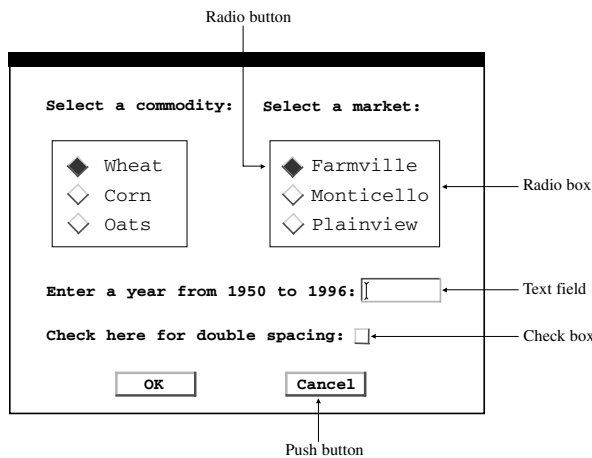 Radio button
Select a commodity: Select a market:
Wheat Farmville
Corn Monticello
Oats Plainview
Radio box
Enter a year from 1950 to 1996: Text field
Check here for double spacing: Check box
OK Cancel
Push button